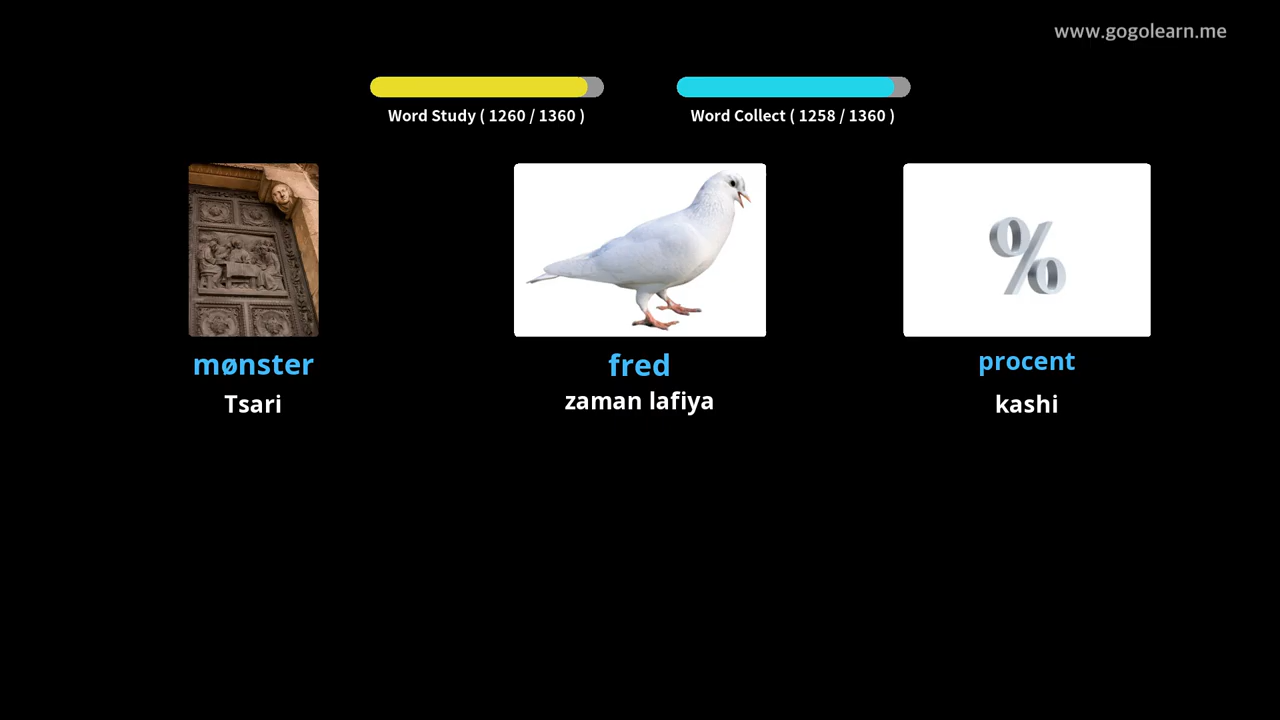 www.gogolearn.me
Word Study ( 1260 / 1360 )
Word Collect ( 1258 / 1360 )
mønster
fred
procent
Tsari
zaman lafiya
kashi